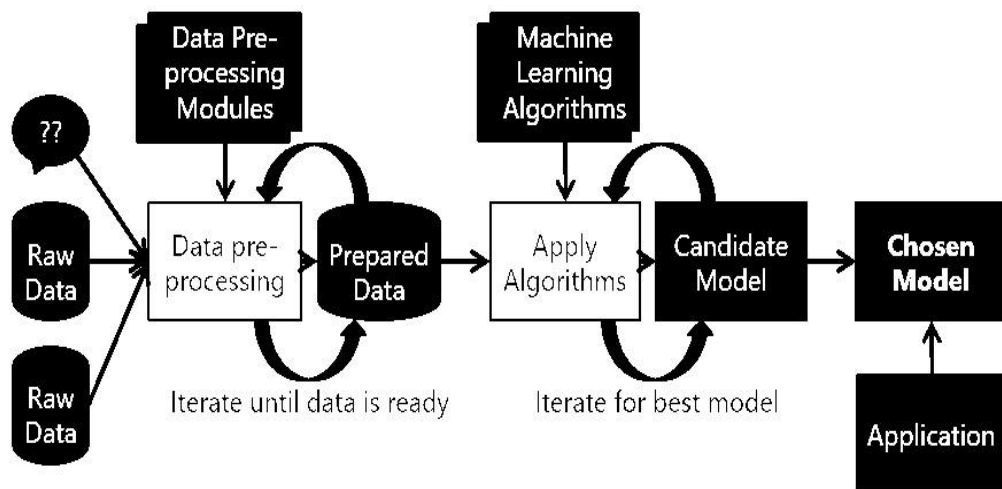 Data Pre-
processing
Modules
Machine
Learning
Algorithms
??
Raw
Data
Data pre-
processing
Prepared
Data
Apply
Algorithms
Candidate
Model
Chosen
Model
Raw
Data
Iterate until data is ready
Iterate for best model
Application